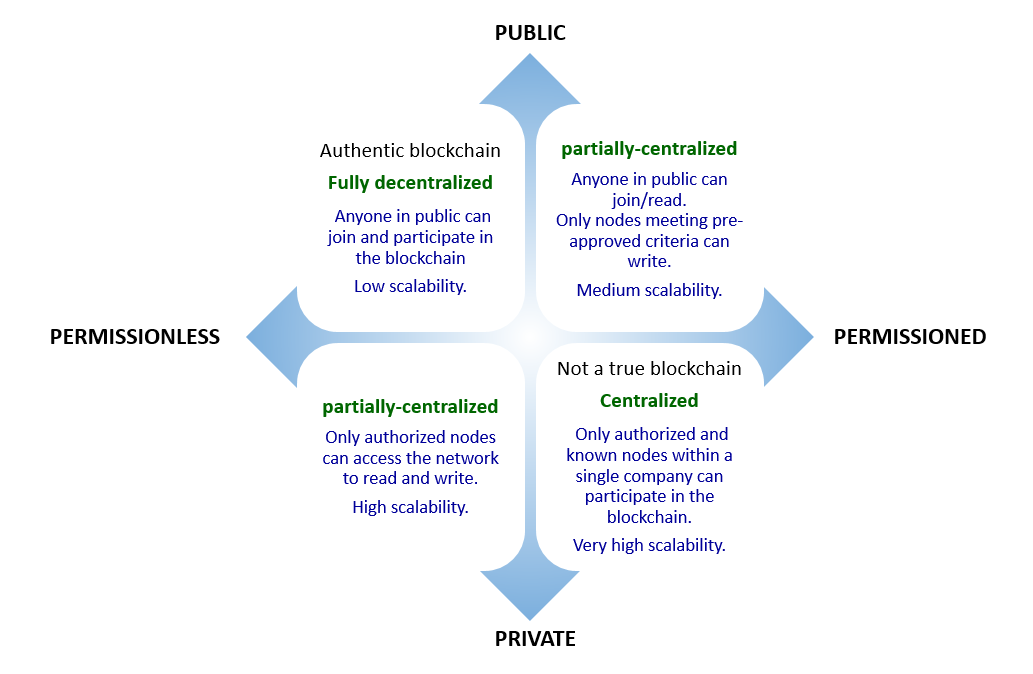 PUBLIC
Authentic blockchain
Fully decentralized
Anyone in public can
join and participate in
the blockchain
Low scalability.
partially-centralized
Anyone in public can
join/read.
Only nodes meeting pre-
approved criteria can
write.
Medium scalability.
PERMISSIONLESS
PERMISSIONED
partially-centralized
Only authorized nodes
can access the network
to read and write.
High scalability.
Not a true blockchain
Centralized
Only authorized and
known nodes within a
single company can
participate in the
blockchain.
Very high scalability.
PRIVATE